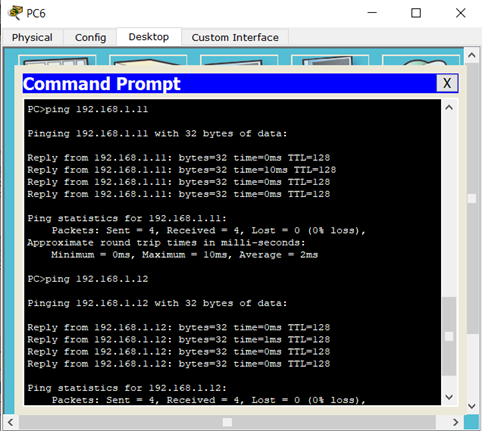 PC6
Physical Config Desktop Custom Interface
Command Prompt X
PC>ping 192.168.1.11
Pinging 192.168.1.11 with 32 bytes of data:
Reply from 192.168.1.11: bytes=32 time=0ms TTL=128
Reply from 192.168.1.11: bytes=32 time=10ms TTL=128
Reply from 192.168.1.11: bytes=32 time=0ms TTL=128
Reply from 192.168.1.11: bytes=32 time=0ms TTL=128
Ping statistics for 192.168.1.11:
Packets: Sent = 4, Received = 4, Lost = 0 (0% loss),
Approximate round trip times in milli-seconds:
Minimum = 0ms, Maximum = 10ms, Average = 2ms
PC>ping 192.168.1.12
Pinging 192.168.1.12 with 32 bytes of data:
Reply from 192.168.1.12: bytes=32 time=0ms TTL=128
Reply from 192.168.1.12: bytes=32 time=1ms TTL=128
Reply from 192.168.1.12: bytes=32 time=0ms TTL=128
Reply from 192.168.1.12: bytes=32 time=0ms TTL=128
Ping statistics for 192.168.1.12:
Packets: Sent = 4, Received = 4, Lost = 0 (0% loss),